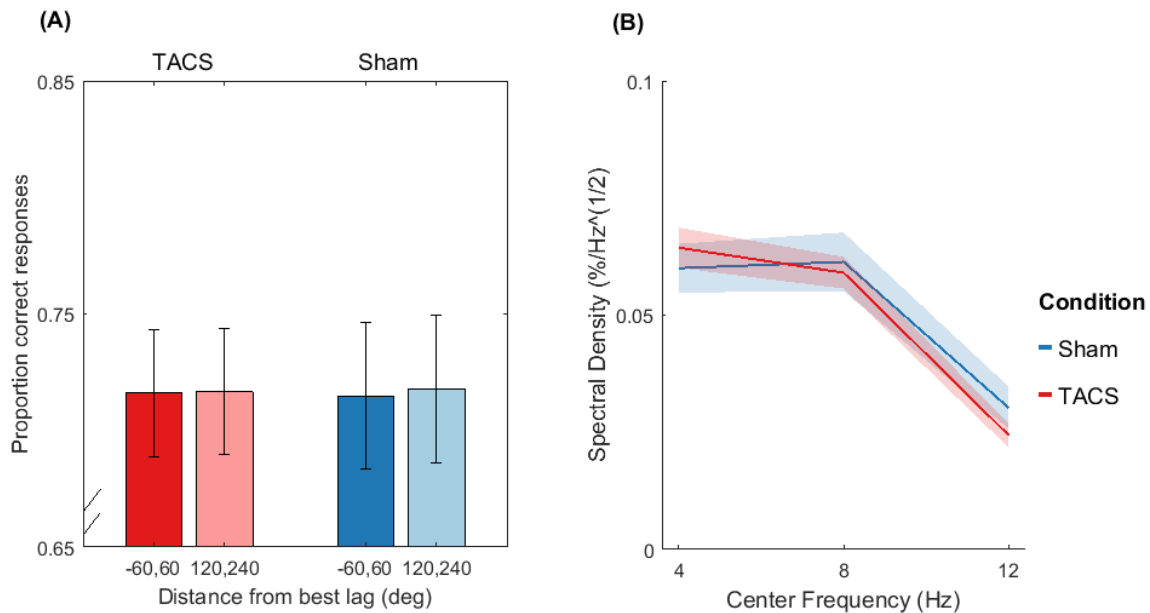 (A)
TACS
Sham
0.85
0.75
0.65
Proportion correct responses
-60,60
120,240
-60,60
120,240
Distance from best lag (deg)
(B)
0.1
0.05
0
Spectral Density (%/Hz^(1/2)
4
8
12
Center Frequency (Hz)
Condition
Sham
TACS